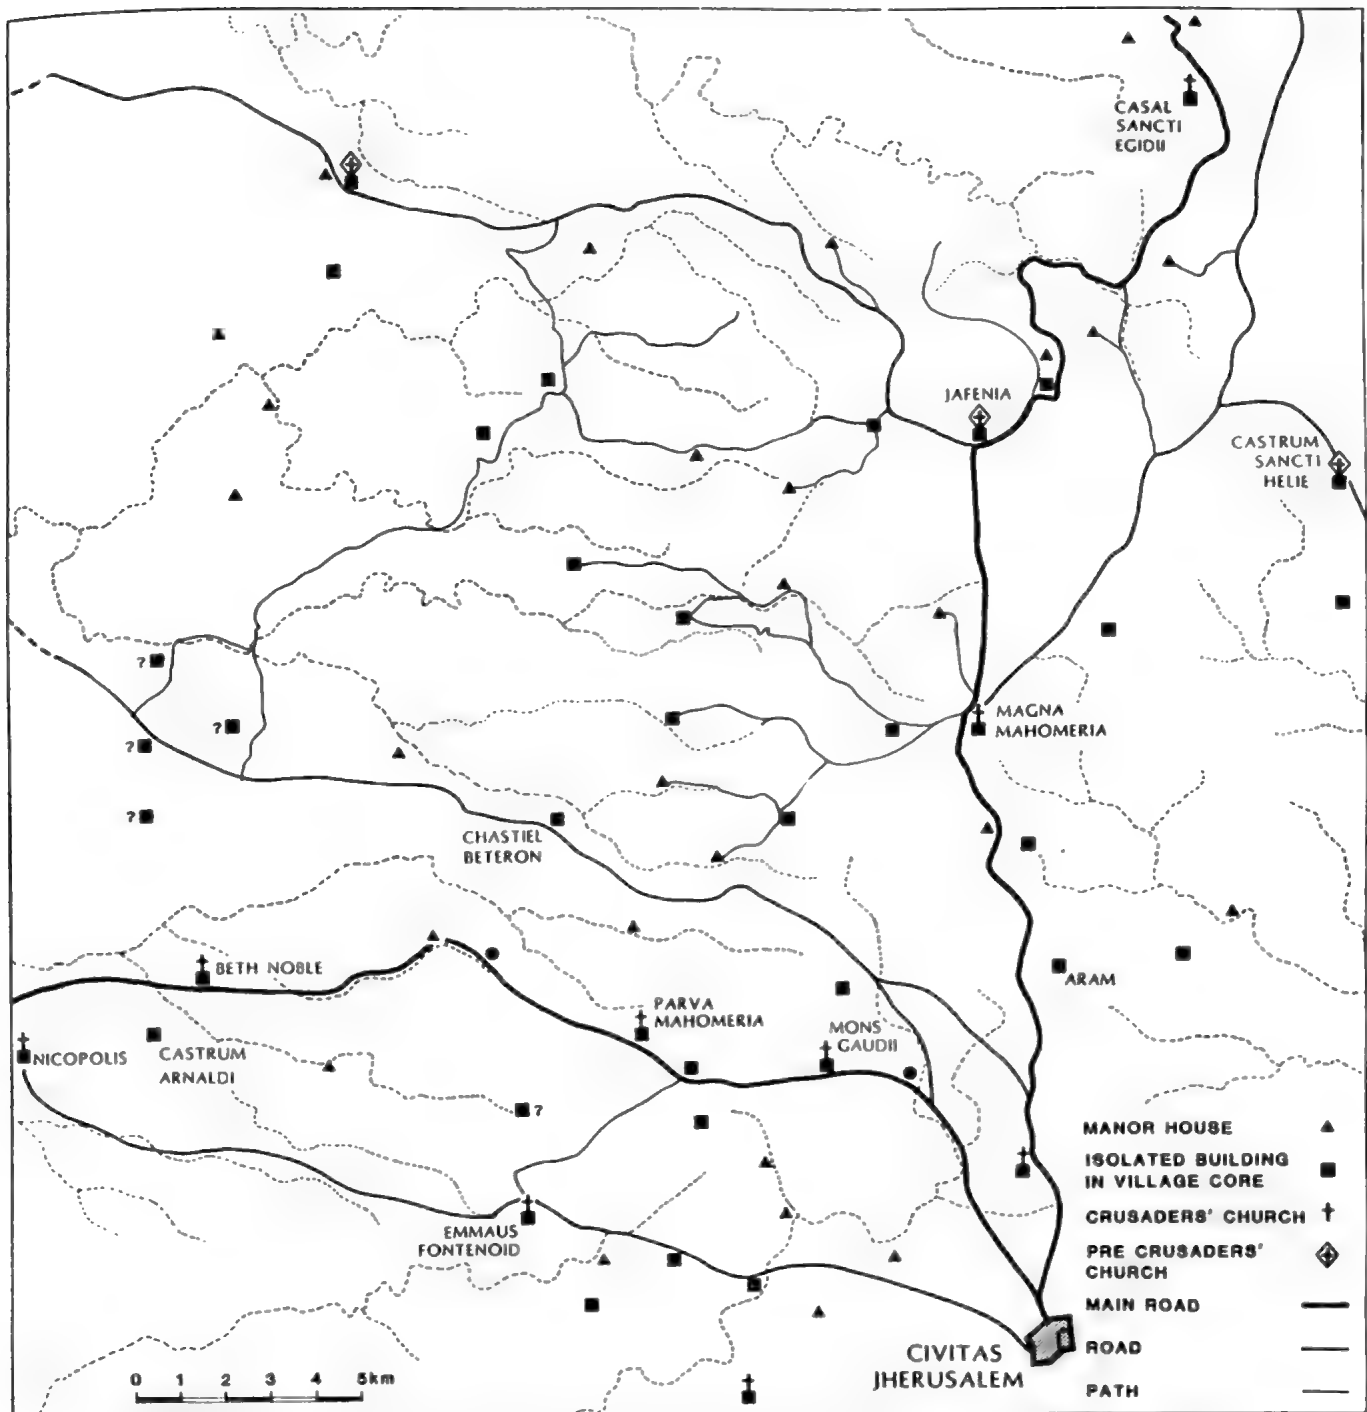 CASAL
SANCTI
EGIDII
JAFENIA
CASTRUM
SANCTI
HELIE
?
?
?
MAGNA
MAHOMERIA
?
CHASTIEL
BETERON
BETH NOBLE
ARAM
PARVA
MAHOMERIA
MONS
GAUDII
NICOPOLIS
CASTRUM
ARNALDI
?
EMMAUS
FONTENOID
MANOR HOUSE
ISOLATED BUILDING
IN VILLAGE CORE
CRUSADERS' CHURCH
PRE CRUSADERS'
CHURCH
MAIN ROAD
ROAD
PATH
CIVITAS
JHERUSALEM
0 1 2 3 4 5km